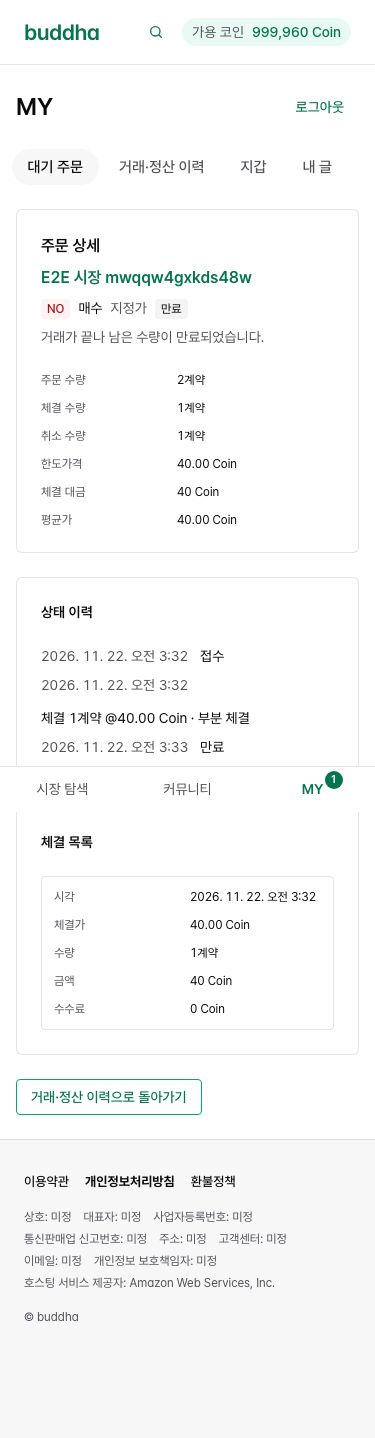 buddha
가용 코인 999,960 Coin
MY
로그아웃
대기 주문 거래·정산 이력 지갑 내 글
주문 상세
E2E 시장 mwqqw4gxkds48w
NO 매수 지정가 만료
거래가 끝나 남은 수량이 만료되었습니다.
주문 수량 2계약
체결 수량 1계약
취소 수량 1계약
한도가격 40.00 Coin
체결 대금 40 Coin
평균가 40.00 Coin
상태 이력
2026. 11. 22. 오전 3:32 접수
2026. 11. 22. 오전 3:32
체결 1계약 @40.00 Coin · 부분 체결
2026. 11. 22. 오전 3:33 만료
시장 탐색 커뮤니티 MY 1
체결 목록
시각 2026. 11. 22. 오전 3:32
체결가 40.00 Coin
수량 1계약
금액 40 Coin
수수료 0 Coin
거래·정산 이력으로 돌아가기
이용약관 개인정보처리방침 환불정책
상호: 미정 대표자: 미정 사업자등록번호: 미정
통신판매업 신고번호: 미정 주소: 미정 고객센터: 미정
이메일: 미정 개인정보 보호책임자: 미정
호스팅 서비스 제공자: Amazon Web Services, Inc.
© buddha